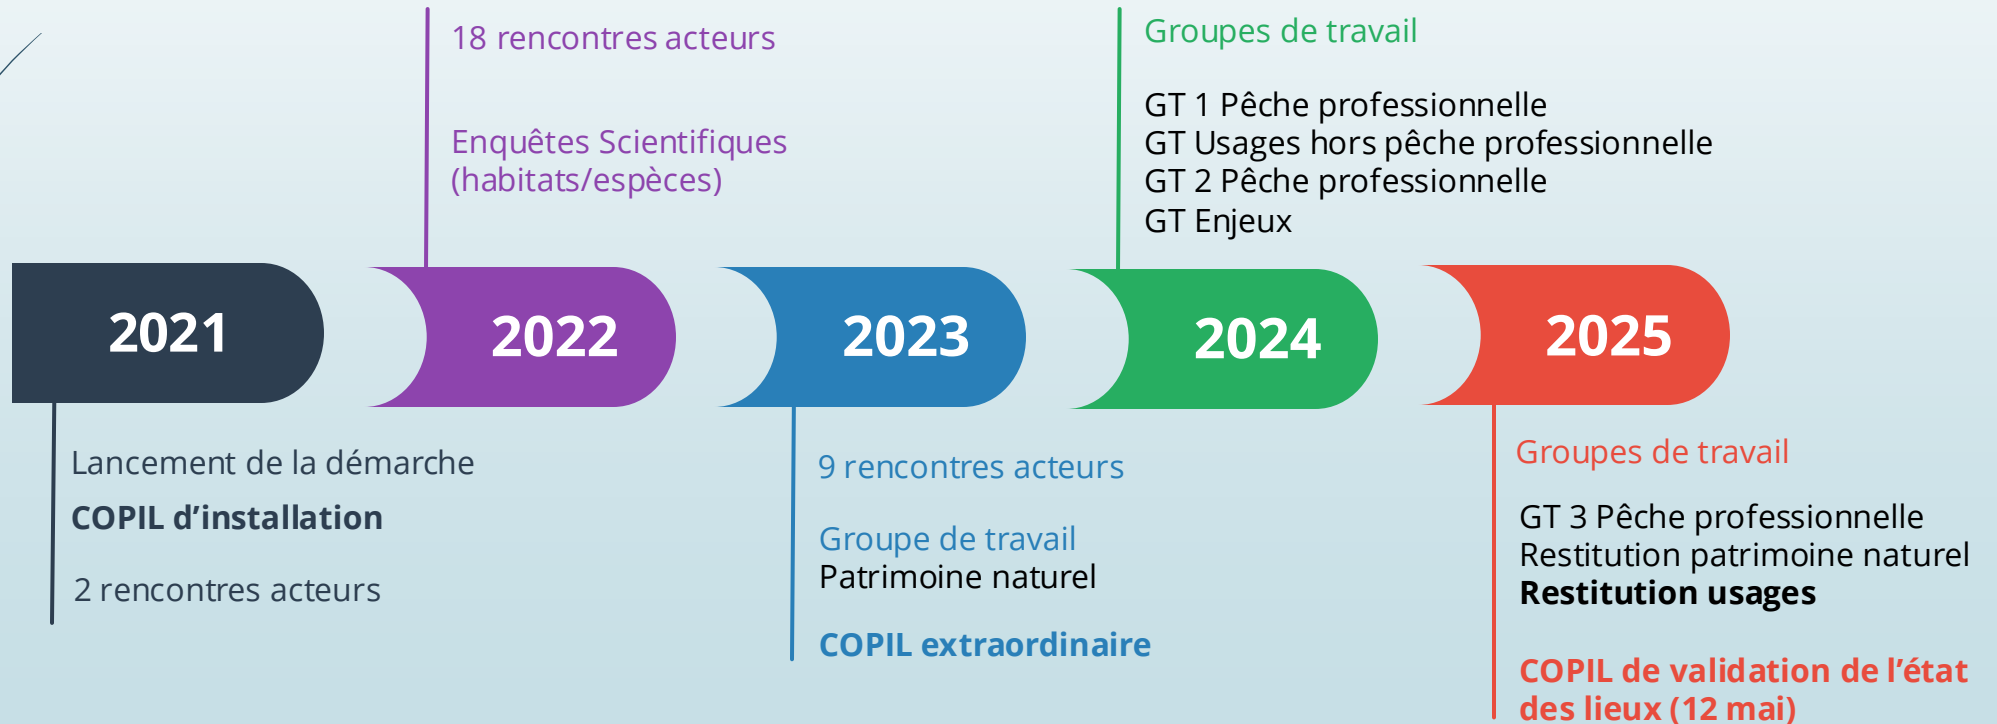 2021
Lancement de la démarche
COPIL d’installation
2 rencontres acteurs
18 rencontres acteurs
Enquêtes Scientifiques
(habitats/espèces)
2022
2023
9 rencontres acteurs
Groupe de travail
Patrimoine naturel
COPIL extraordinaire
Groupes de travail
GT 1 Pêche professionnelle
GT Usages hors pêche professionnelle
GT 2 Pêche professionnelle
GT Enjeux
2024
2025
Groupes de travail
GT 3 Pêche professionnelle
Restitution patrimoine naturel
Restitution usages
COPIL de validation de l’état
des lieux (12 mai)